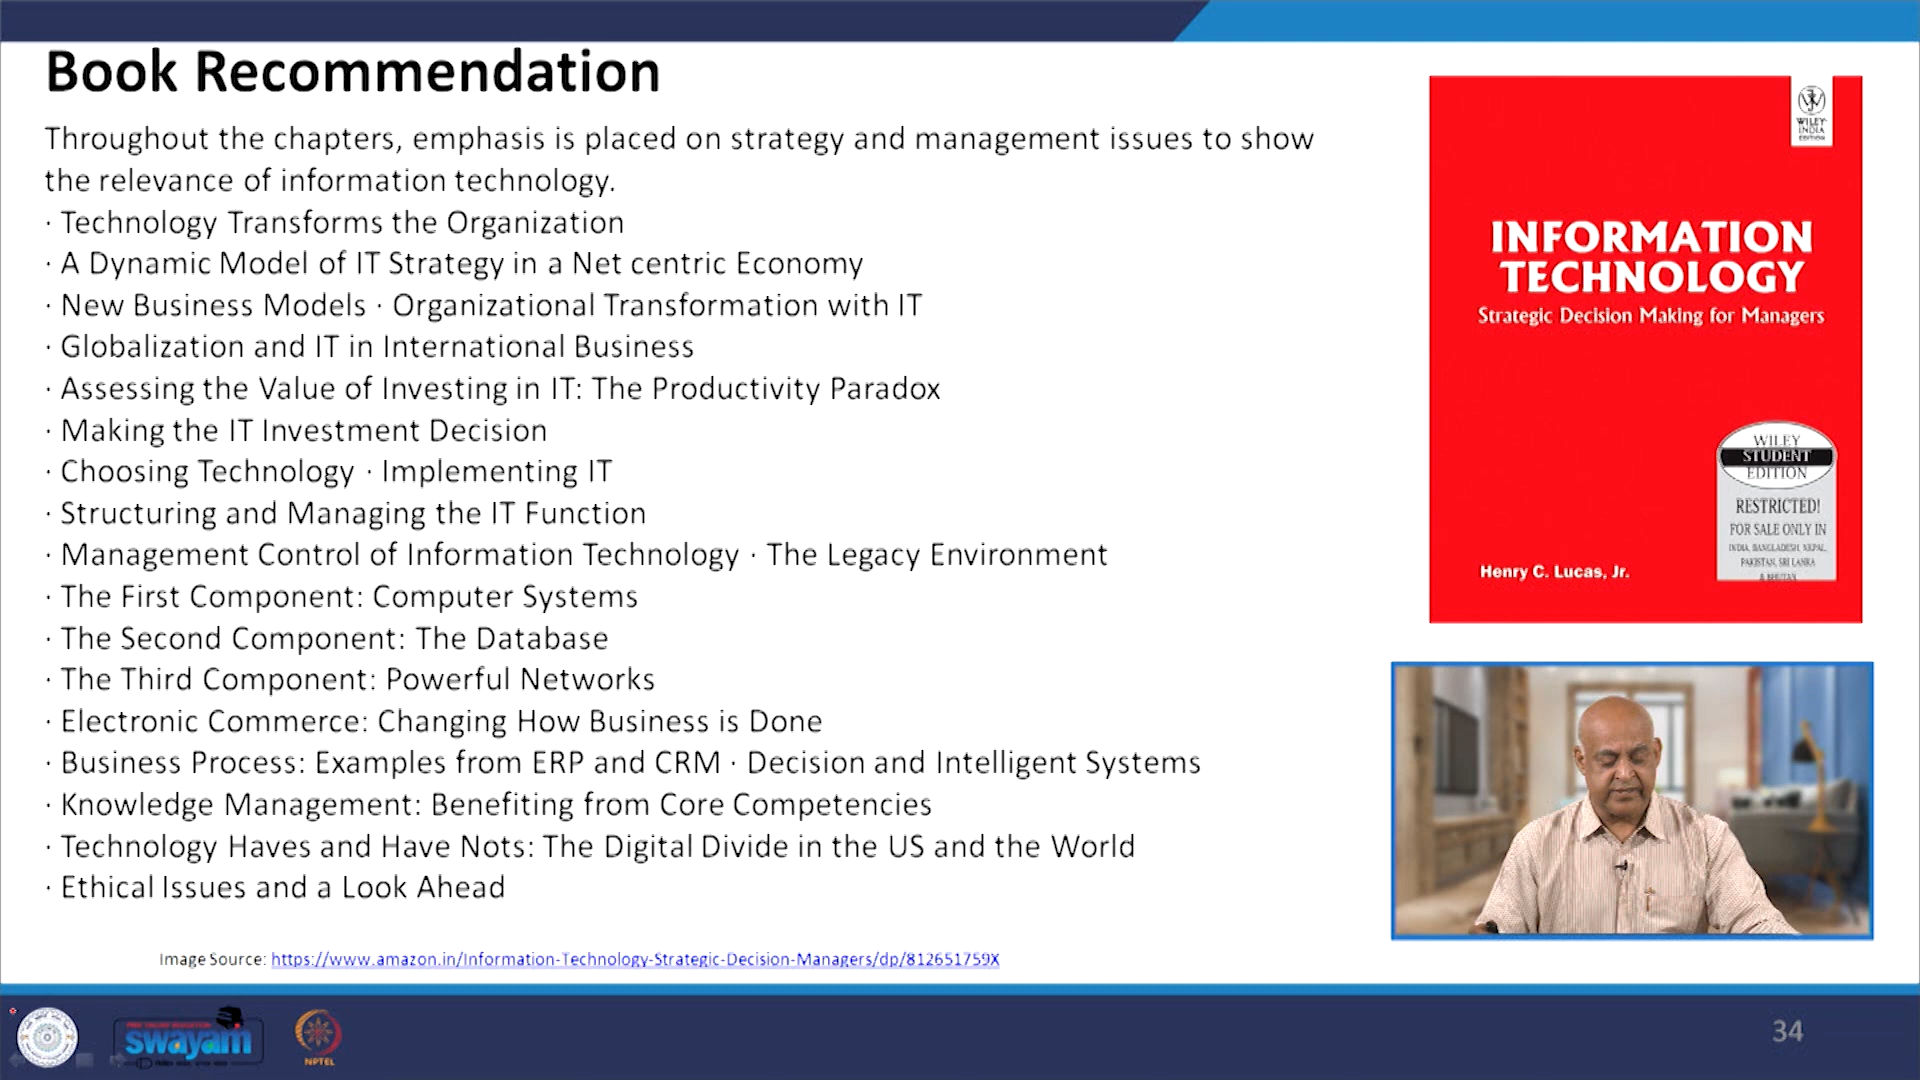 Book Recommendation
Throughout the chapters, emphasis is placed on strategy and management issues to show
the relevance of information technology.
· Technology Transforms the Organization
· A Dynamic Model of IT Strategy in a Net centric Economy
· New Business Models · Organizational Transformation with IT
· Globalization and IT in International Business
· Assessing the Value of Investing in IT: The Productivity Paradox
· Making the IT Investment Decision
· Choosing Technology · Implementing IT
· Structuring and Managing the IT Function
· Management Control of Information Technology · The Legacy Environment
· The First Component: Computer Systems
· The Second Component: The Database
· The Third Component: Powerful Networks
· Electronic Commerce: Changing How Business is Done
· Business Process: Examples from ERP and CRM · Decision and Intelligent Systems
· Knowledge Management: Benefiting from Core Competencies
· Technology Haves and Have Nots: The Digital Divide in the US and the World
· Ethical Issues and a Look Ahead
Image Source: https://www.amazon.in/Information-Technology-Strategic-Decision-Managers/dp/812651759X
WILEY
INDIA
EDITION
INFORMATION
TECHNOLOGY
Strategic Decision Making for Managers
WILEY
STUDENT
EDITION
RESTRICTED!
FOR SALE ONLY IN
INDIA, BANGLADESH, NEPAL,
PAKISTAN, SRI LANKA
& BHUTAN
Henry C. Lucas, Jr.
swayam
NPTEL
34